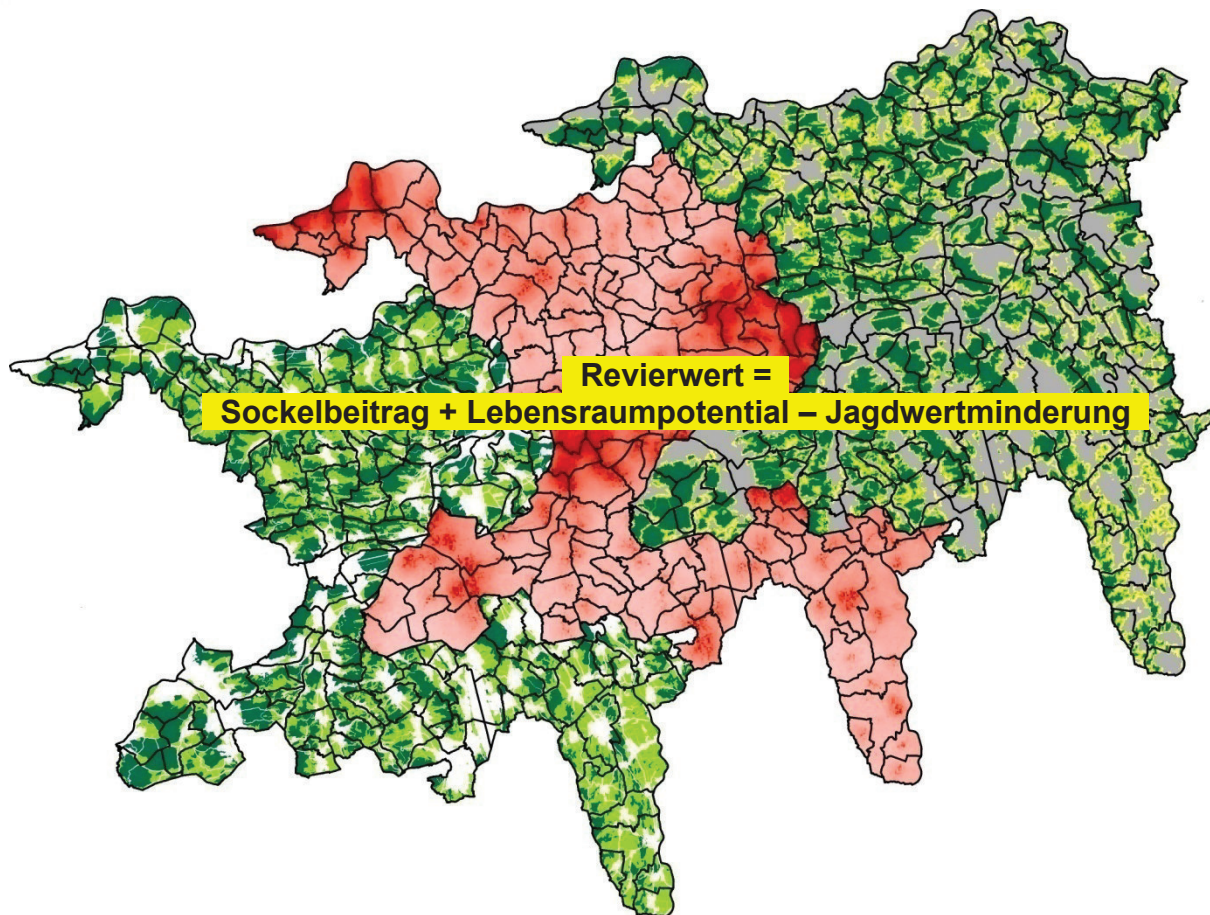 Revierwert =
Sockelbeitrag + Lebensraumpotential – Jagdwertminderung